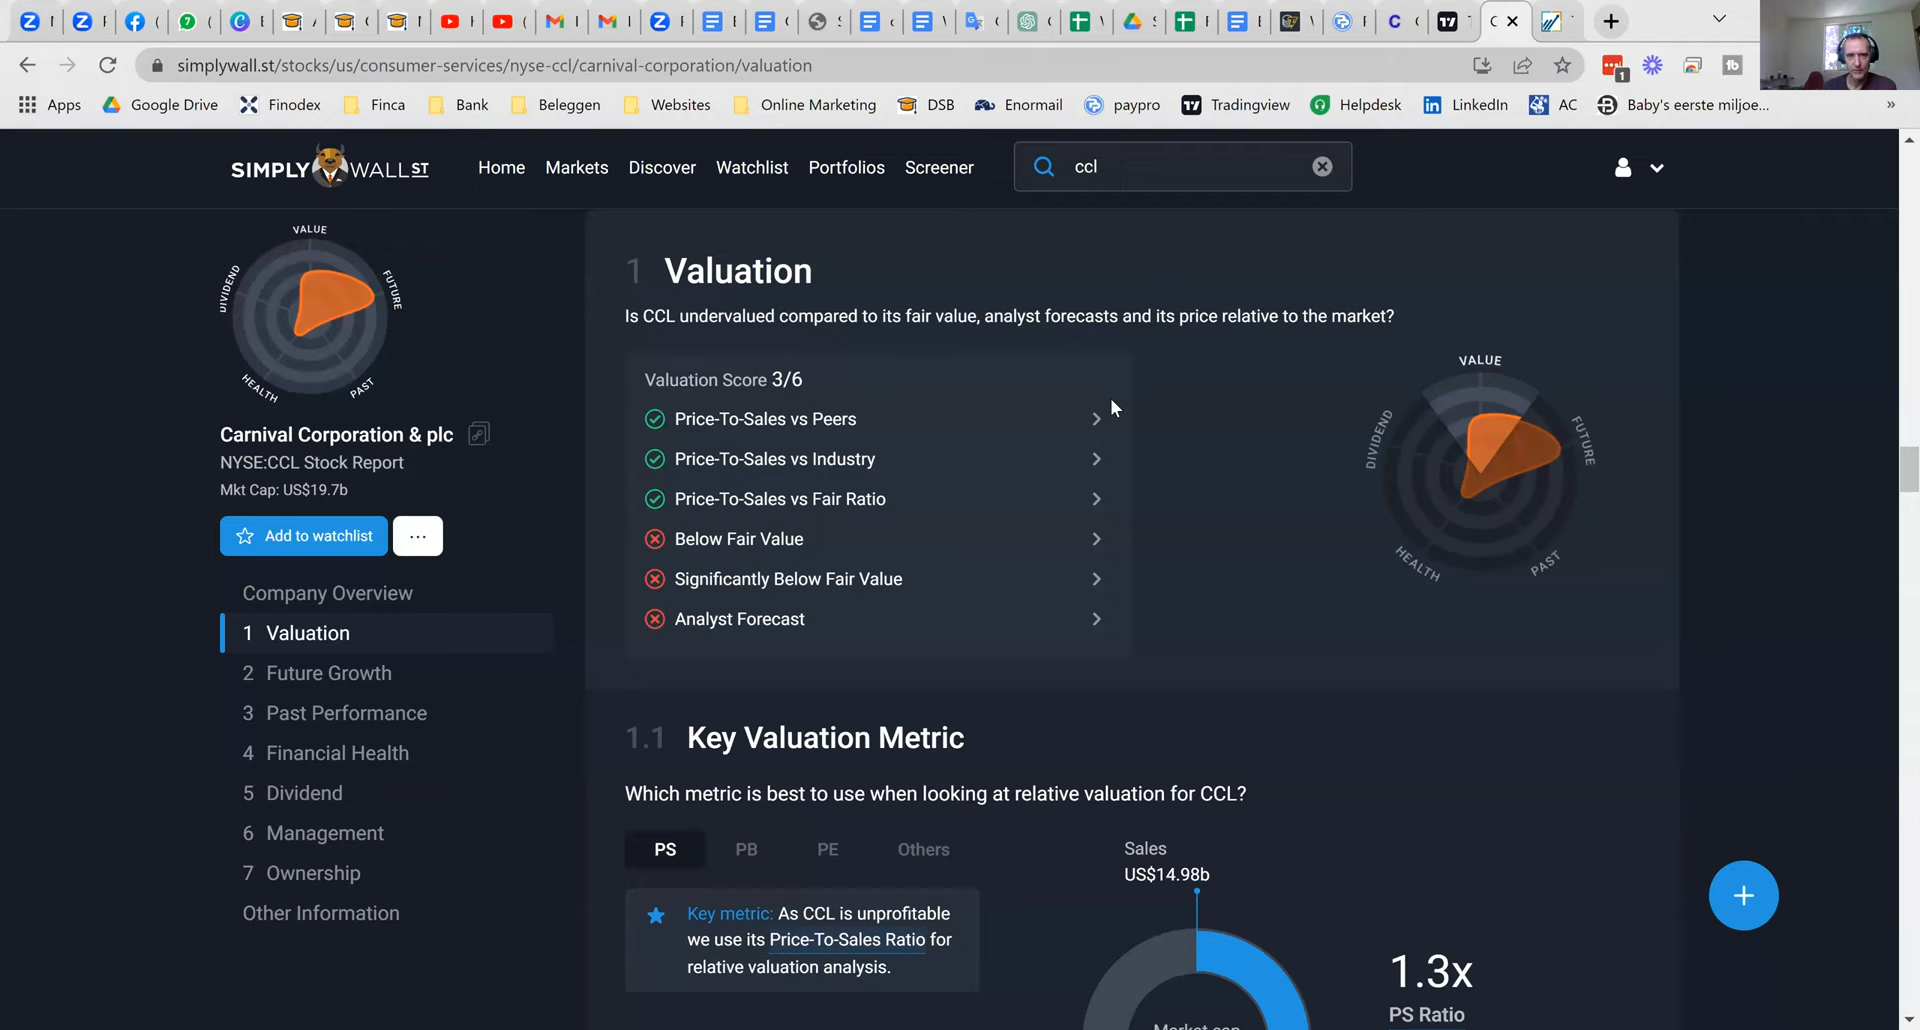 simplywall.st/stocks/us/consumer-services/nyse-ccl/carnival-corporation/valuation
1
Apps Google Drive Finodex Finca Bank Beleggen Websites Online Marketing DSB Enormail paypro Tradingview Helpdesk LinkedIn AC Baby's eerste miljoe... »
SIMPLY WALL ST Home Markets Discover Watchlist Portfolios Screener ccl
VALUE
FUTURE
PAST
HEALTH
DIVIDEND
Carnival Corporation & plc
NYSE:CCL Stock Report
Mkt Cap: US$19.7b
Add to watchlist ...
Company Overview
1 Valuation
2 Future Growth
3 Past Performance
4 Financial Health
5 Dividend
6 Management
7 Ownership
Other Information
1 Valuation
Is CCL undervalued compared to its fair value, analyst forecasts and its price relative to the market?
Valuation Score 3/6
Price-To-Sales vs Peers
Price-To-Sales vs Industry
Price-To-Sales vs Fair Ratio
Below Fair Value
Significantly Below Fair Value
Analyst Forecast
VALUE
FUTURE
PAST
HEALTH
DIVIDEND
1.1 Key Valuation Metric
Which metric is best to use when looking at relative valuation for CCL?
PS PB PE Others
Key metric: As CCL is unprofitable
we use its Price-To-Sales Ratio for
relative valuation analysis.
Sales
US$14.98b
Market cap
1.3x
PS Ratio